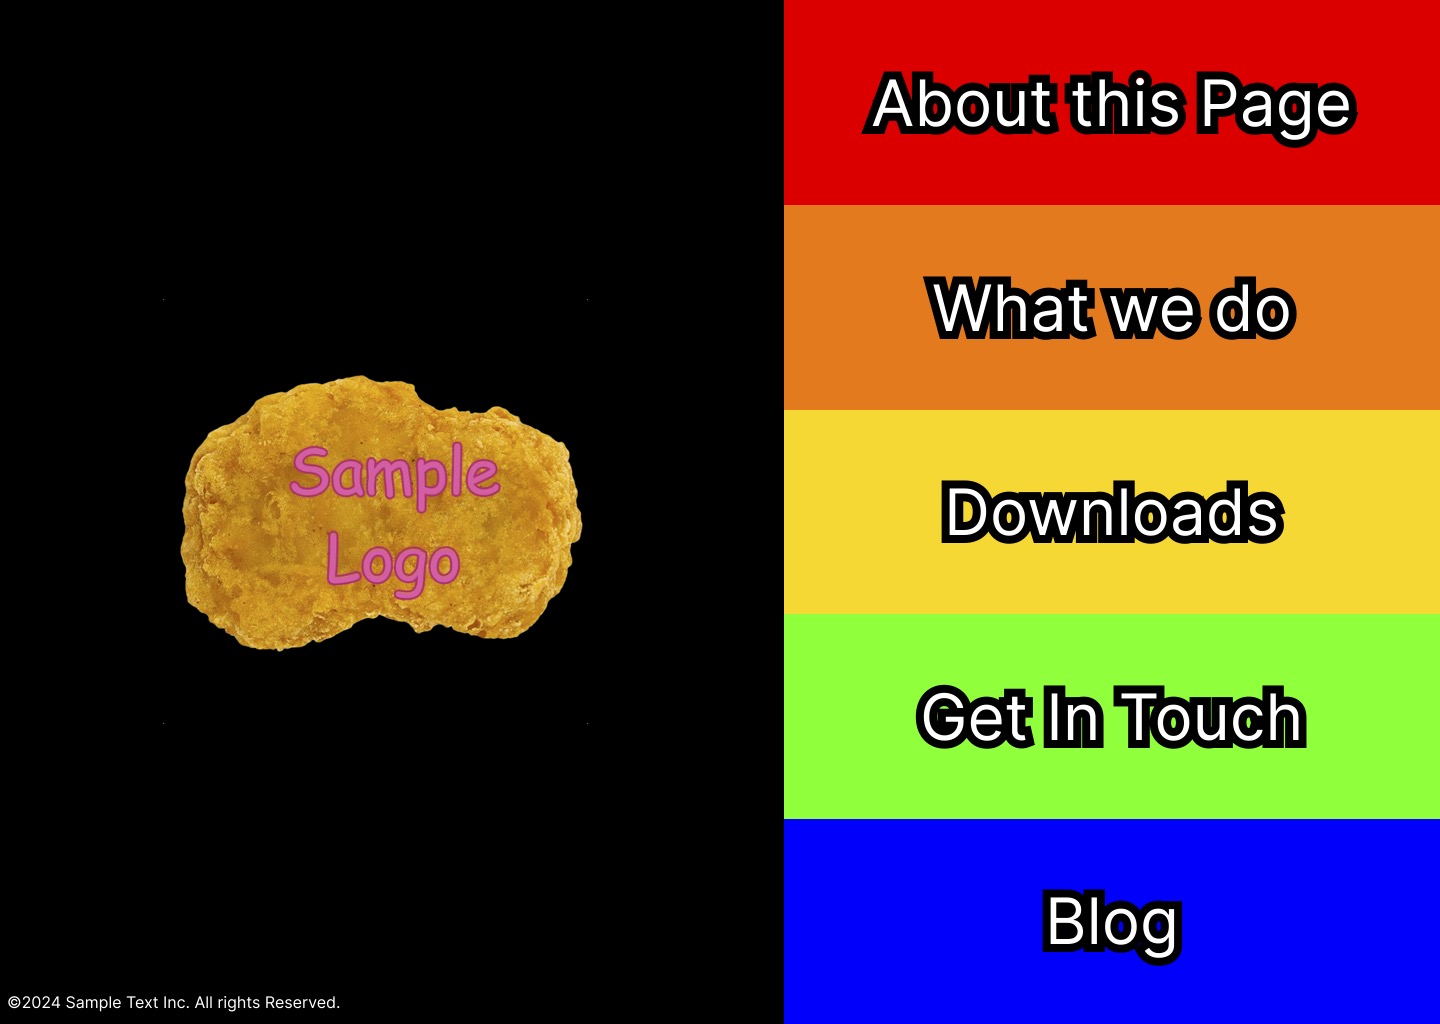 Sample
Logo
About this Page
What we do
Downloads
Get In Touch
Blog
©2024 Sample Text Inc. All rights Reserved.